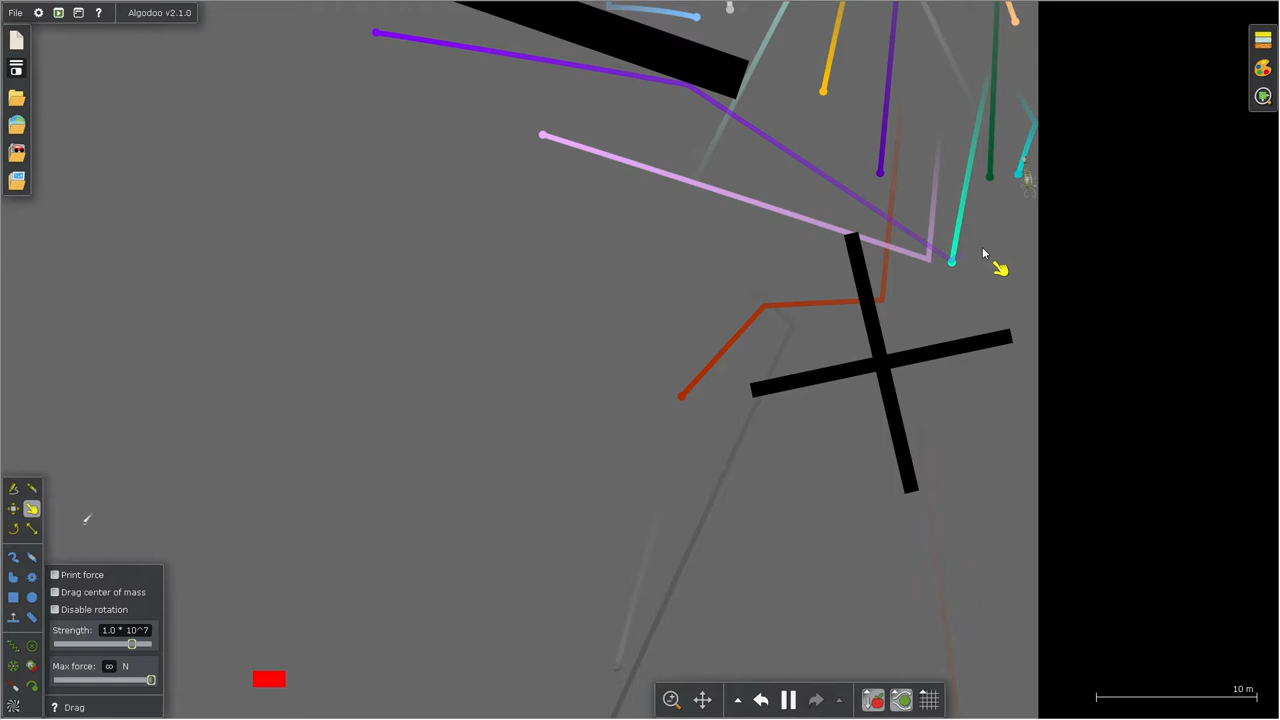 File ? Algodoo v2.1.0
Print force
Drag center of mass
Disable rotation
Strength: 1.0 * 10^7
Max force: ∞ N
? Drag
10 m